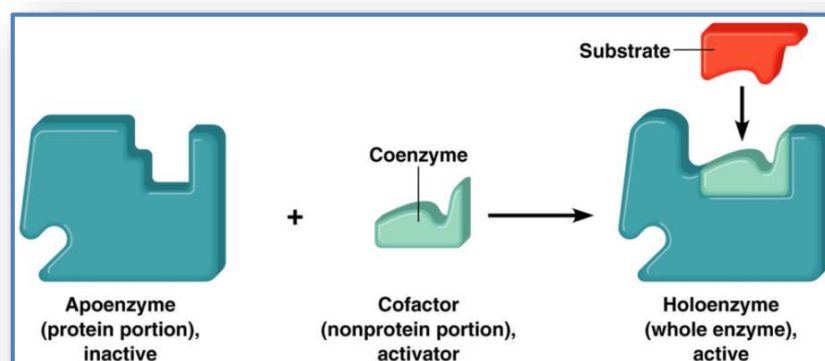 Substrate
Coenzyme
+
Apoenzyme
(protein portion),
inactive
Cofactor
(nonprotein portion),
activator
Holoenzyme
(whole enzyme),
active